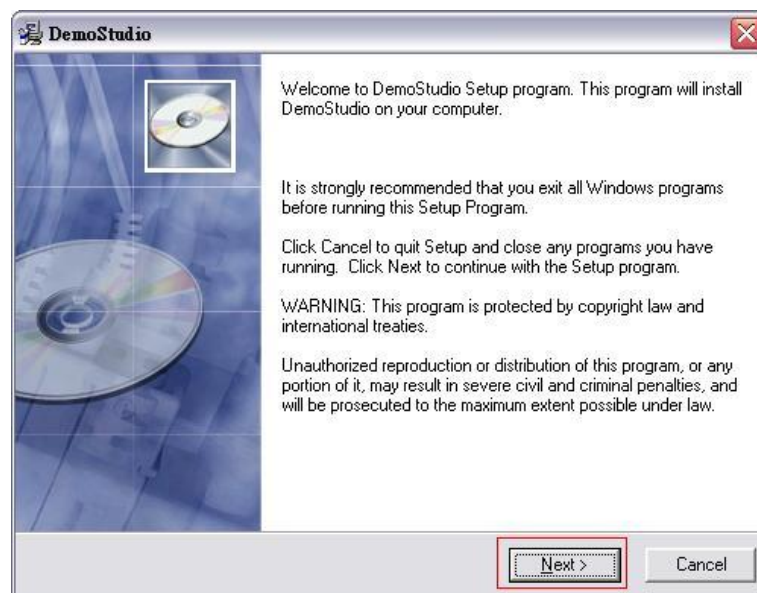 DemoStudio
Welcome to DemoStudio Setup program. This program will install
DemoStudio on your computer.
It is strongly recommended that you exit all Windows programs
before running this Setup Program.
Click Cancel to quit Setup and close any programs you have
running. Click Next to continue with the Setup program.
WARNING: This program is protected by copyright law and
international treaties.
Unauthorized reproduction or distribution of this program, or any
portion of it, may result in severe civil and criminal penalties, and
will be prosecuted to the maximum extent possible under law.
Next >
Cancel